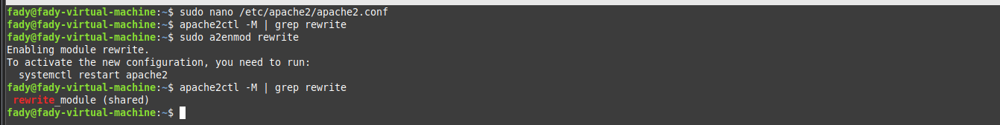 fady@fady-virtual-machine:~$ sudo nano /etc/apache2/apache2.conf
fady@fady-virtual-machine:~$ apache2ctl -M | grep rewrite
fady@fady-virtual-machine:~$ sudo a2enmod rewrite
Enabling module rewrite.
To activate the new configuration, you need to run:
  systemctl restart apache2
fady@fady-virtual-machine:~$ apache2ctl -M | grep rewrite
 rewrite_module (shared)
fady@fady-virtual-machine:~$